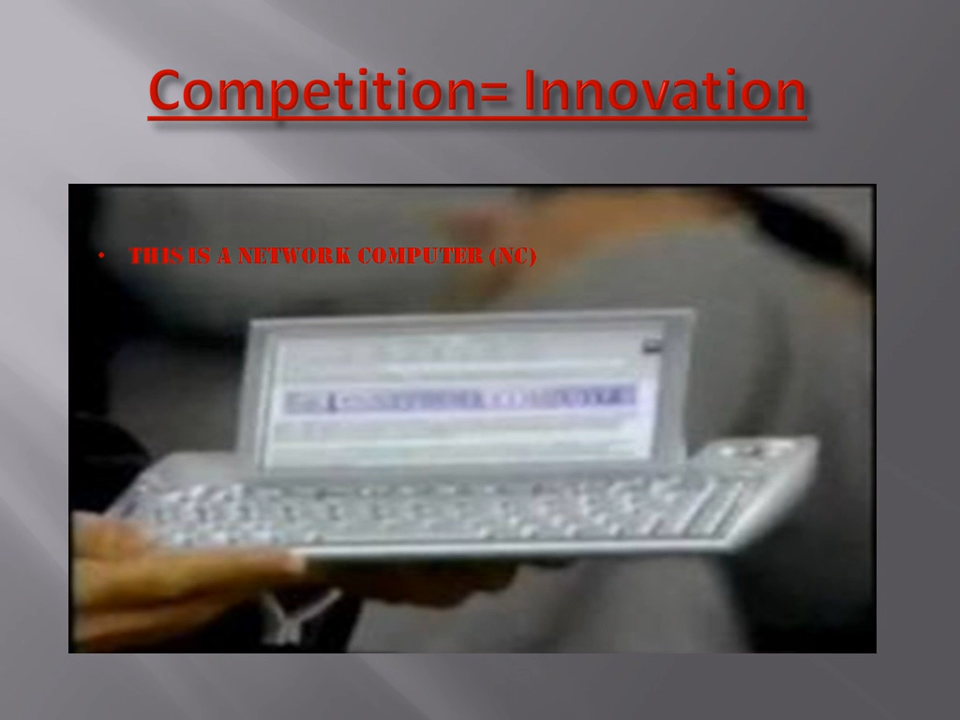 Competition= Innovation
• THIS IS A NETWORK COMPUTER (NC)